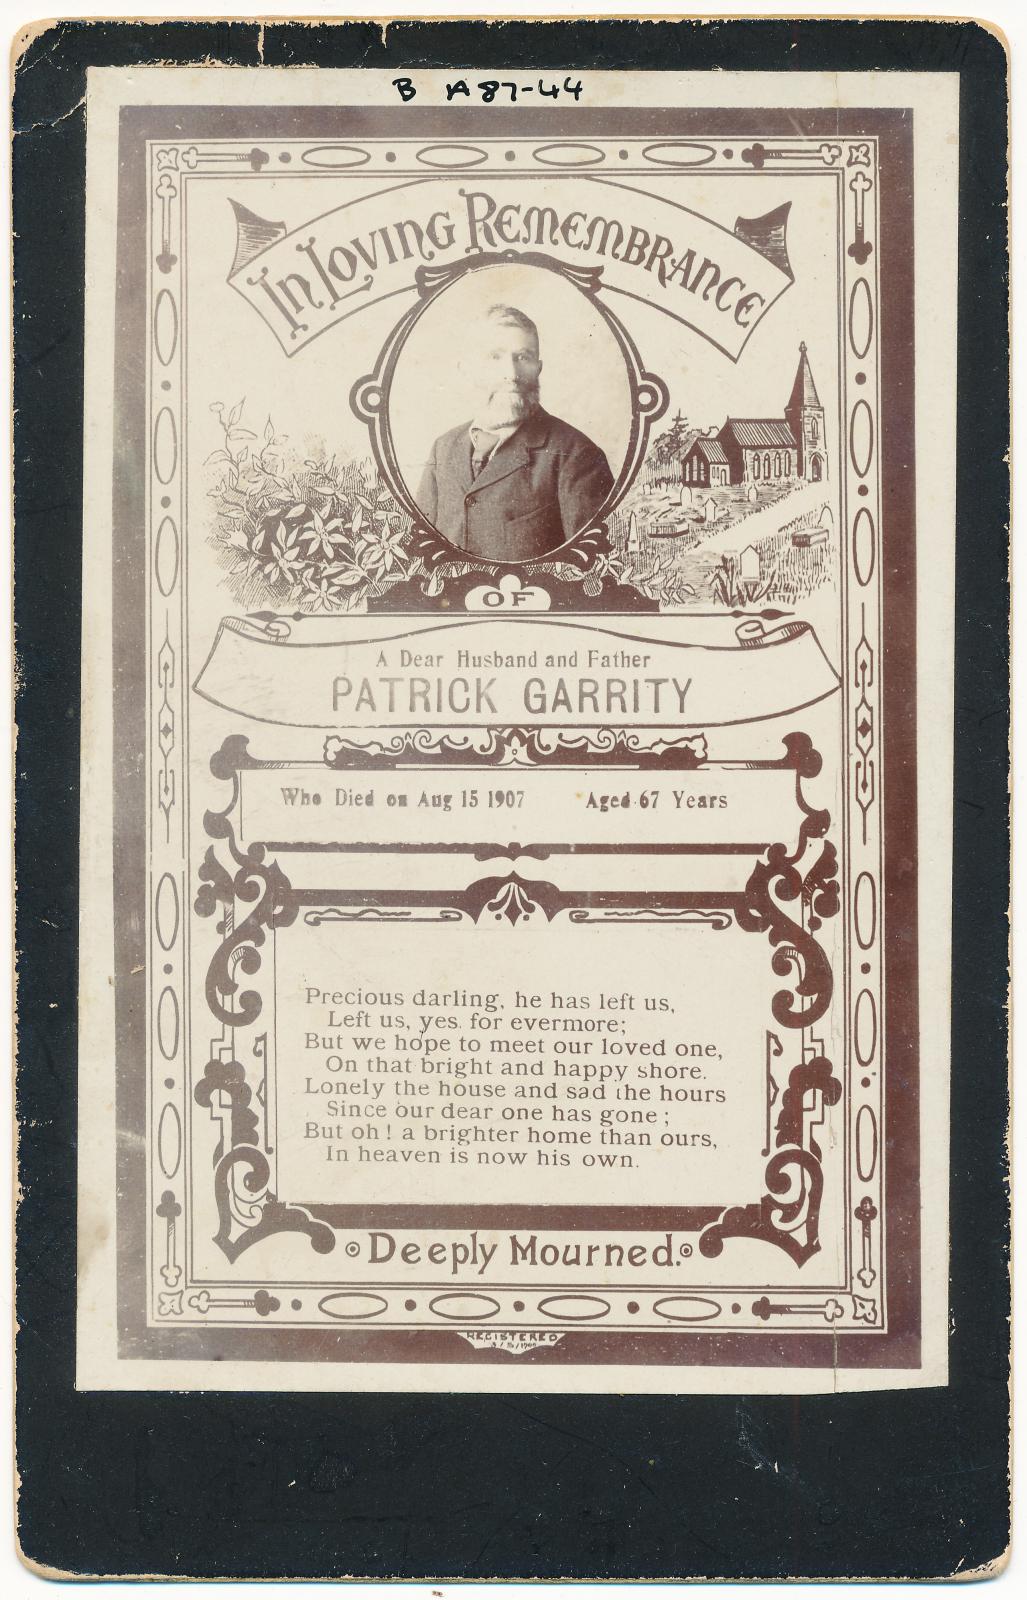 B A87-44
In Loving Remembrance
OF
A Dear Husband and Father
PATRICK GARRITY
Who Died on Aug 15 1907 Aged 67 Years
Precious darling, he has left us,
Left us, yes. for evermore;
But we hope to meet our loved one,
On that bright and happy shore.
Lonely the house and sad the hours
Since our dear one has gone;
But oh! a brighter home than ours,
In heaven is now his own.
Deeply Mourned.
REGISTERED